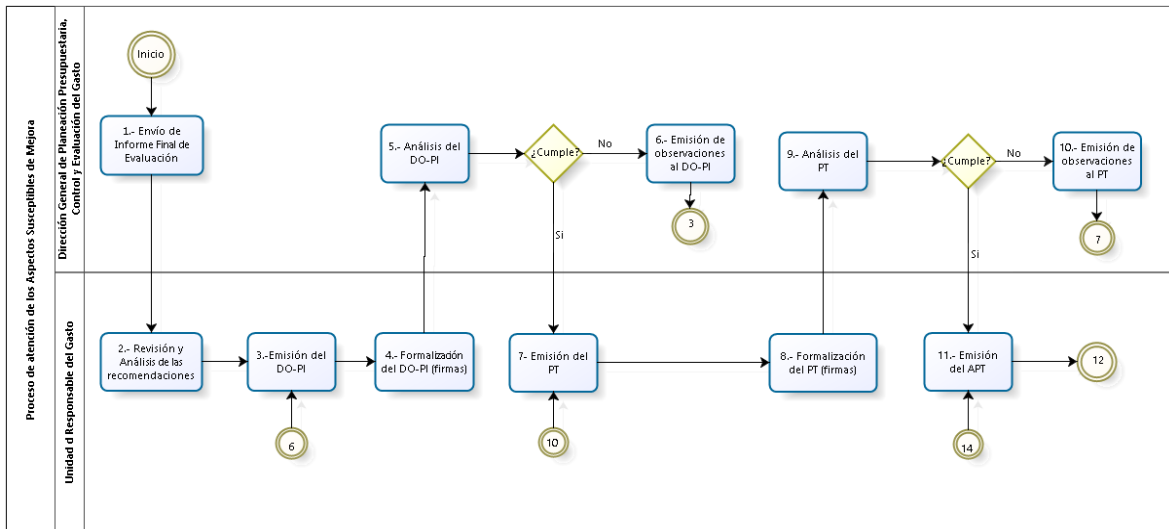 Proceso de atención de los Aspectos Susceptibles de Mejora
Dirección General de Planeación Presupuestaria,
Control y Evaluación del Gasto
Inicio
1.- Envío de
Informe Final de
Evaluación
5.- Análisis del
DO-PI
¿Cumple?
No
6.- Emisión de
observaciones
al DO-PI
3
Si
9.- Análisis del
PT
¿Cumple?
No
10.- Emisión de
observaciones
al PT
7
Si
Unidad d Responsable del Gasto
2.- Revisión y
Análisis de las
recomendaciones
3.-Emisión del
DO-PI
6
4.- Formalización
del DO-PI (firmas)
7- Emisión del
PT
10
8.- Formalización
del PT (firmas)
11.- Emisión
del APT
14
12